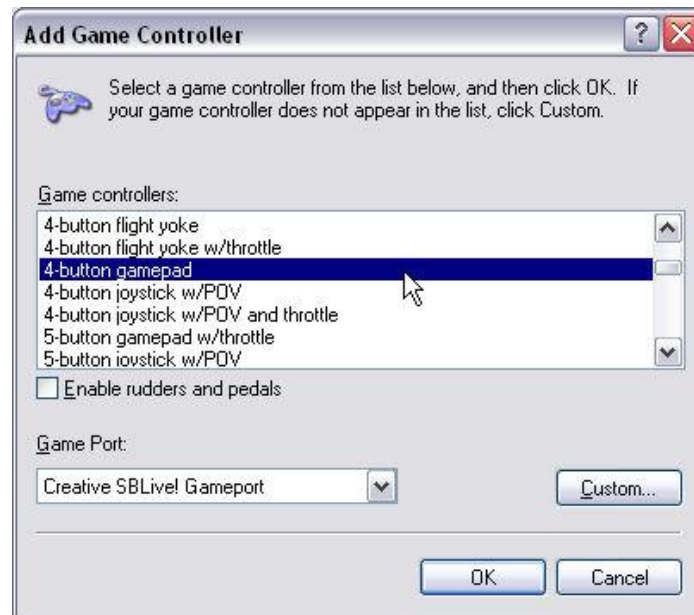 Add Game Controller
Select a game controller from the list below, and then click OK. If
your game controller does not appear in the list, click Custom.
Game controllers:
4-button flight yoke
4-button flight yoke w/throttle
4-button gamepad
4-button joystick w/POV
4-button joystick w/POV and throttle
5-button gamepad w/throttle
5-button joystick w/POV
Enable rudders and pedals
Game Port:
Creative SBLive! Gameport
Custom...
OK
Cancel